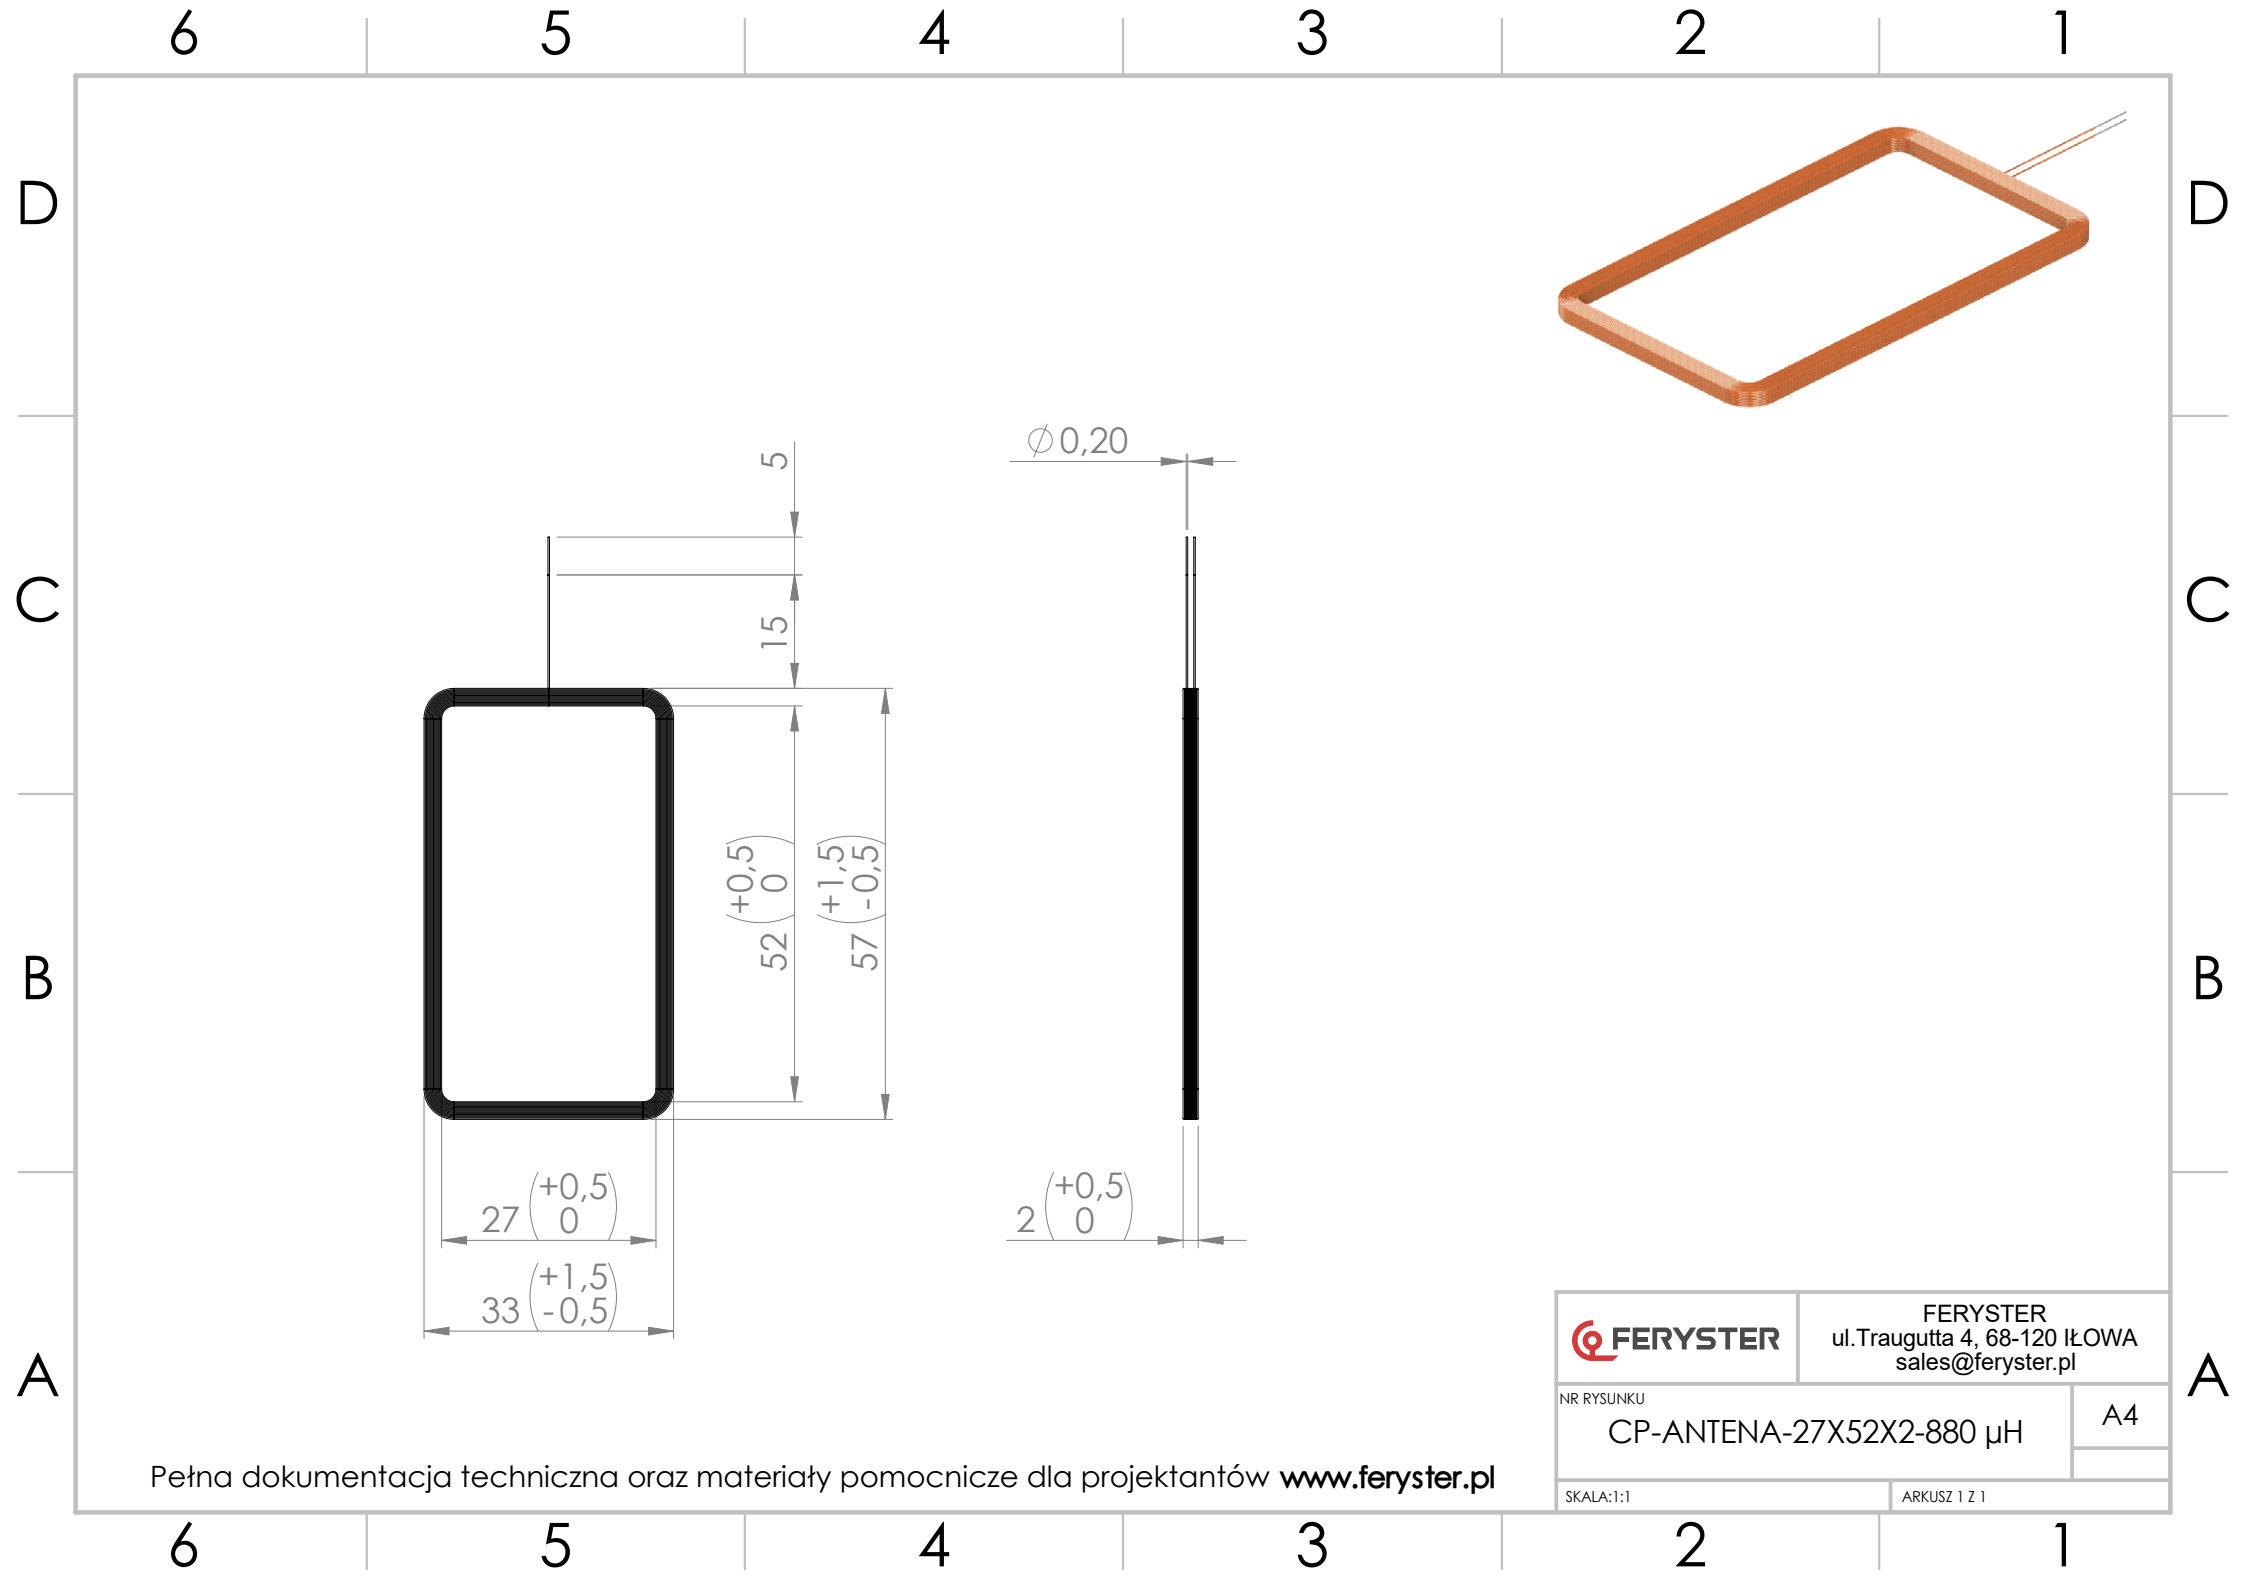 6 5 4 3 2 1
D D
Ø0,20
5
C C
15
52 (+0,5 0)
57 (+1,5 -0,5)
B B
27 (+0,5 0)
2 (+0,5 0)
33 (+1,5 -0,5)
FERYSTER
FERYSTER
ul.Traugutta 4, 68-120 IŁOWA
sales@feryster.pl
A A
NR RYSUNKU
CP-ANTENA-27X52X2-880 µH
A4
Pełna dokumentacja techniczna oraz materiały pomocnicze dla projektantów www.feryster.pl
SKALA:1:1
ARKUSZ 1 Z 1
6 5 4 3 2 1